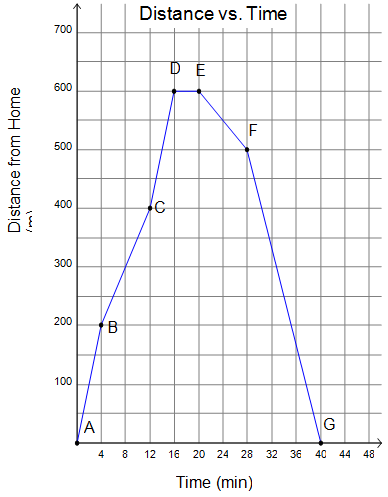 Distance vs. Time
700
600
500
400
300
200
100
Distance from Home
(m)
D
E
F
C
B
A
G
4 8 12 16 20 24 28 32 36 40 44 48
Time (min)